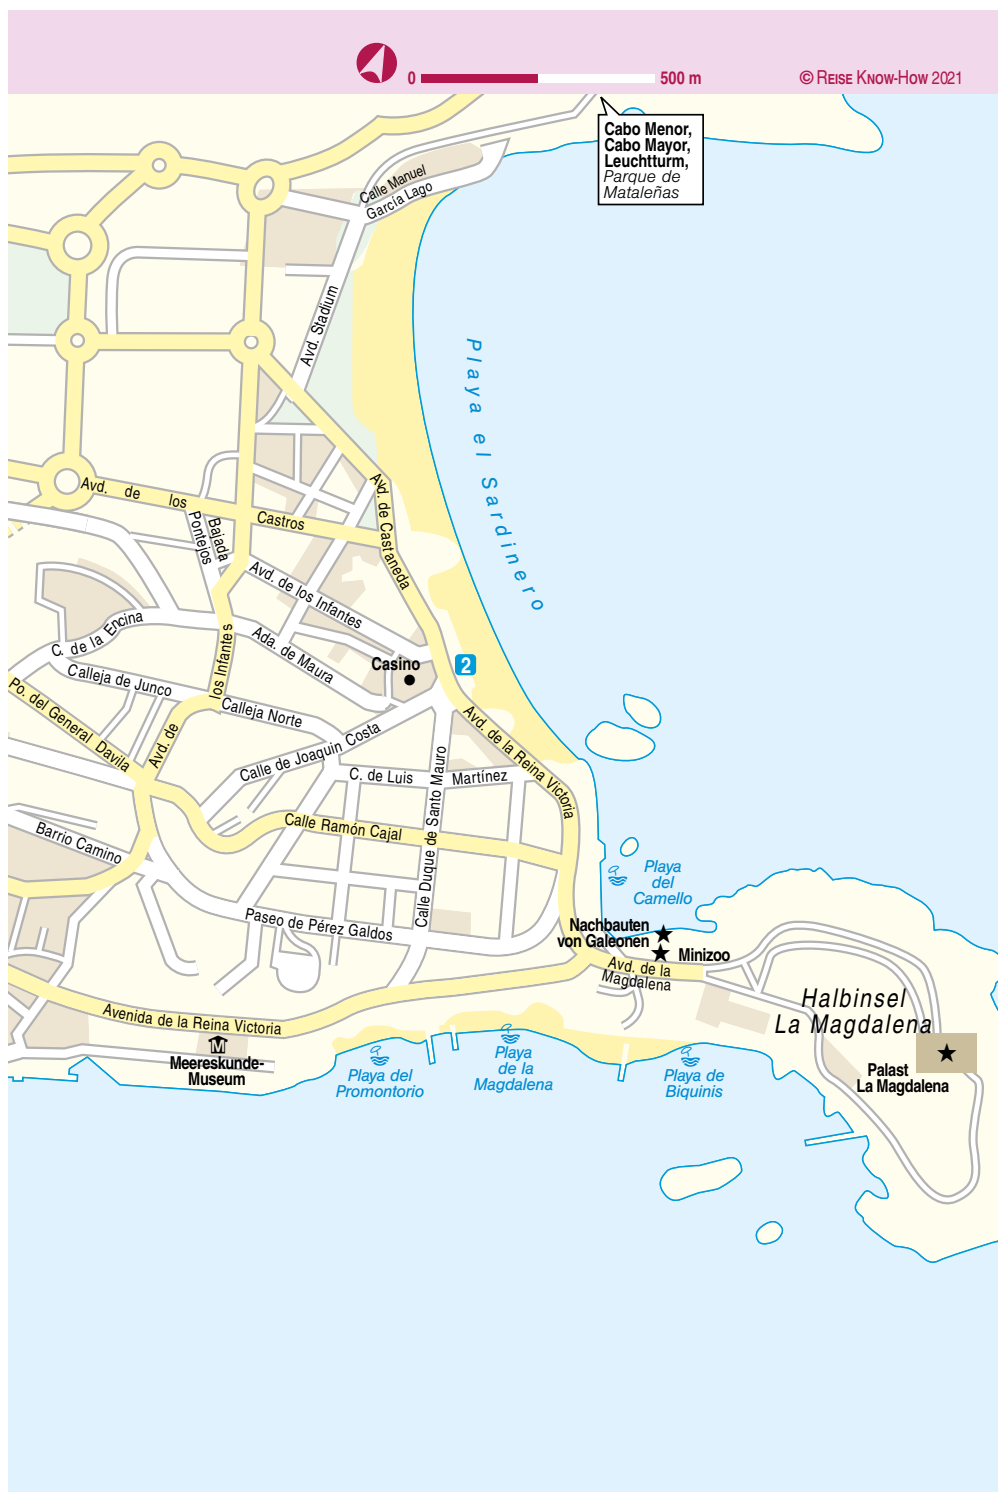 0
500 m
© REISE KNOW-HOW 2021
Cabo Menor,
Cabo Mayor,
Leuchtturm,
Parque de
Mataleñas
Calle Manuel
García Lago
Avd. Stadium
Playa el Sardinero
Avd. de los Castros
Avd. de Castaneda
Bajada
Pontejos
Avd. de los Infantes
C. de la Encina
Ada. de Maura
Avd. de los Infantes
Casino
2
Calleja de Junco
Po. del General Davila
Calleja Norte
Calle de Joaquin Costa
Avd. de la Reina Victoria
C. de Luis Martínez
Calle Duque de Santo Mauro
Calle Ramón Cajal
Barrio Camino
Playa
del
Camello
Paseo de Pérez Galdos
Nachbauten
von Galeonen
Minizoo
Avd. de la
Magdalena
Halbinsel
La Magdalena
Avenida de la Reina Victoria
M
Meereskunde-
Museum
Playa del
Promontorio
Playa
de la
Magdalena
Playa de
Biquinis
Palast
La Magdalena